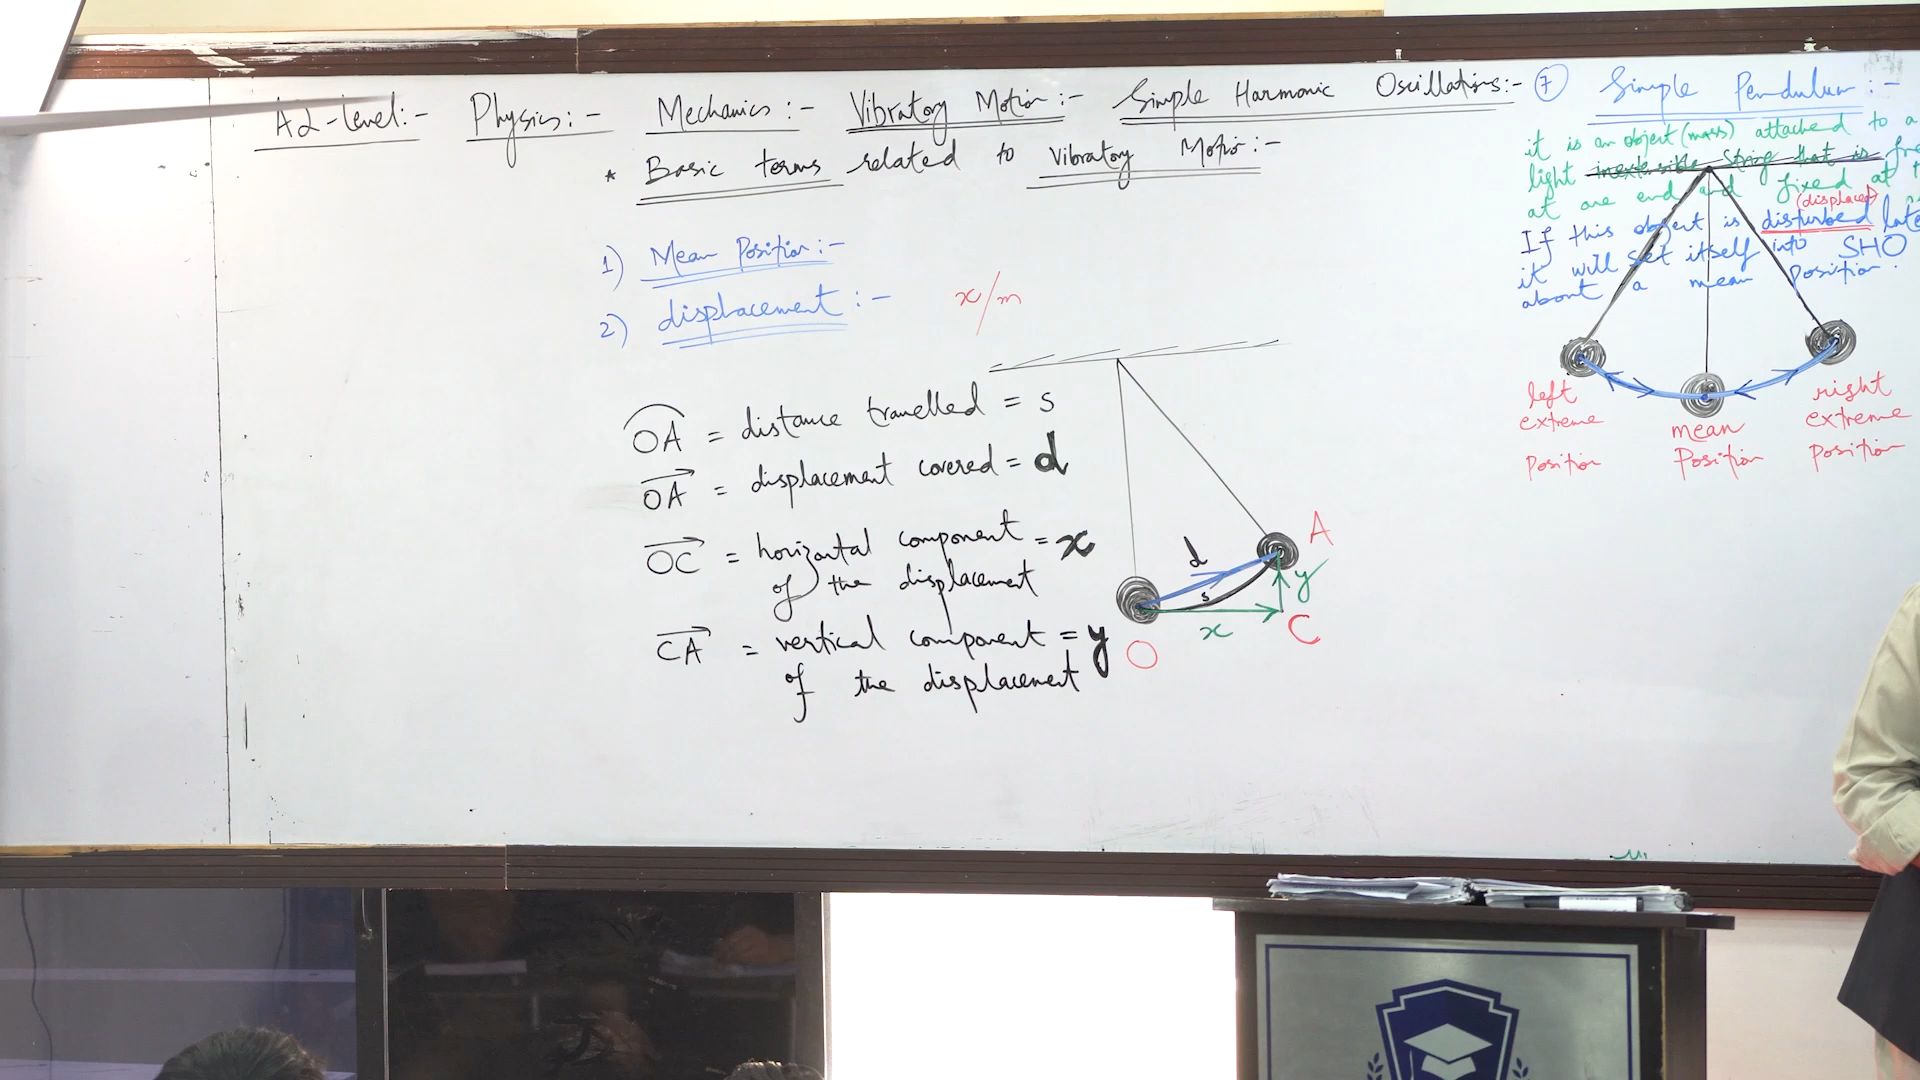 A2-level:- Physics:- Mechanics:- Vibratory Motion:- Simple Harmonic Oscillations:-
* Basic terms related to Vibratory Motion:-
1) Mean Position:-
2) displacement:- x/m
OA = distance travelled = s
OA = displacement covered = d
OC = horizontal component = x
of the displacement
CA = vertical component = y
of the displacement
d
s
A
y
x
C
O
7 Simple Pendulum:-
it is an object (mass) attached to a
light inextensible string that is
at one end and fixed at
(displaced)
If this object is disturbed
it will set itself into SHO
about a mean position.
left
extreme
Position
mean
Position
right
extreme
position